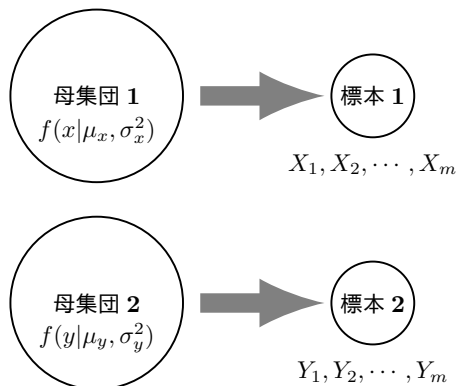 母集団 1
f(x|μ_x, σ_x^2)
標本 1
X_1, X_2, ⋯ , X_m
母集団 2
f(y|μ_y, σ_y^2)
標本 2
Y_1, Y_2, ⋯ , Y_m